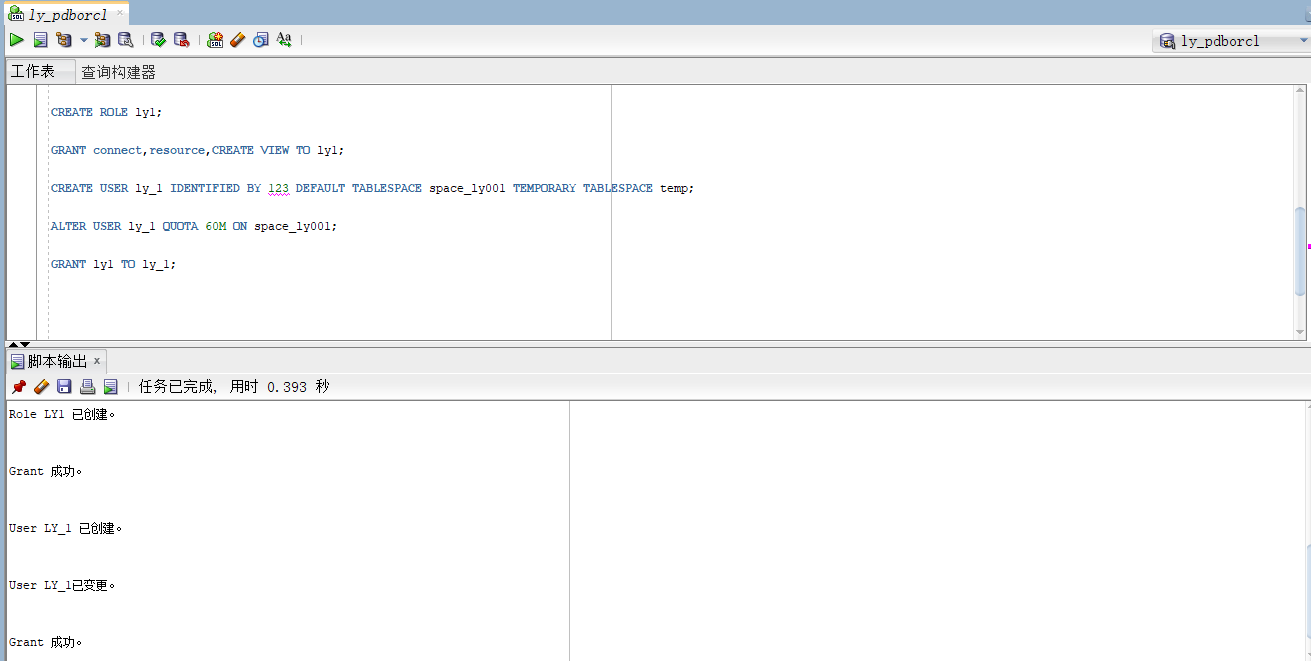 ly_pdborcl
ly_pdborcl
工作表 查询构建器
CREATE ROLE ly1;
GRANT connect,resource,CREATE VIEW TO ly1;
CREATE USER ly_1 IDENTIFIED BY 123 DEFAULT TABLESPACE space_ly001 TEMPORARY TABLESPACE temp;
ALTER USER ly_1 QUOTA 60M ON space_ly001;
GRANT ly1 TO ly_1;
脚本输出
任务已完成, 用时 0.393 秒
Role LY1 已创建。
Grant 成功。
User LY_1 已创建。
User LY_1已变更。
Grant 成功。